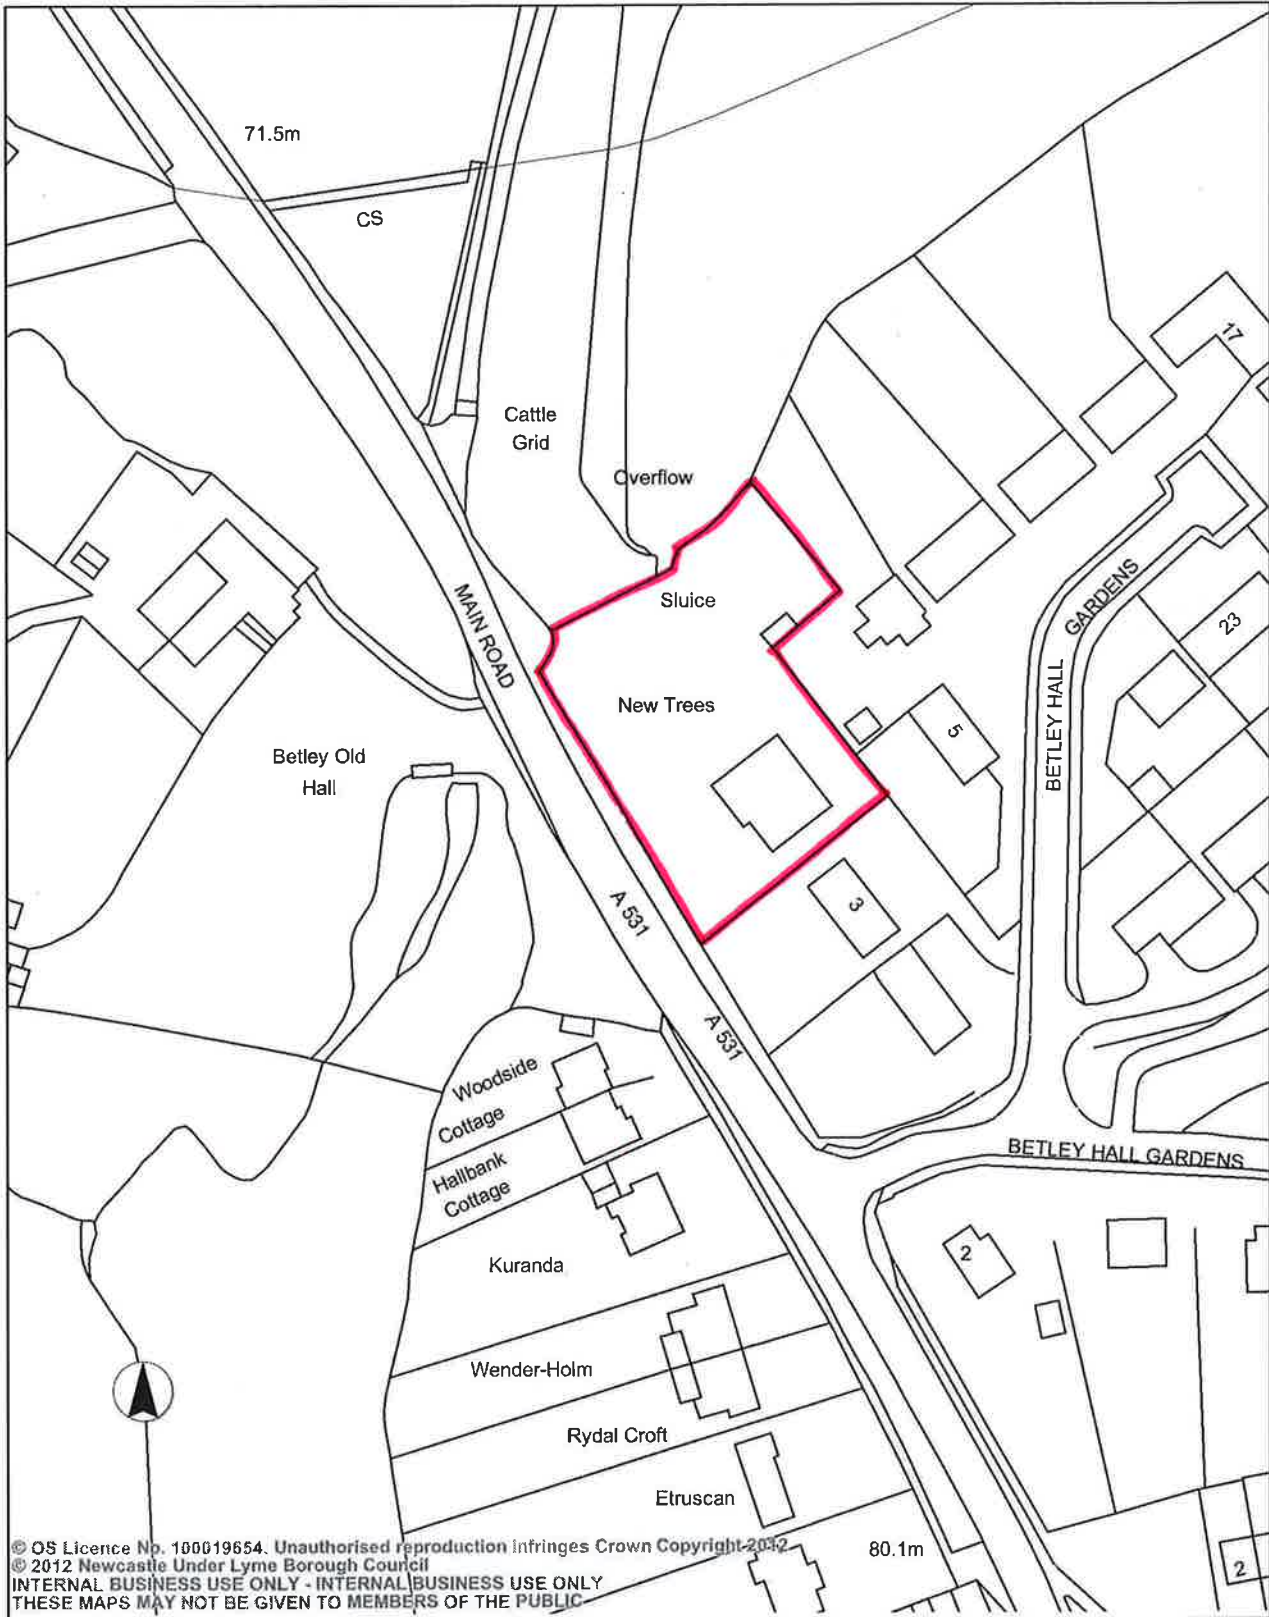 71.5m
CS
17
Cattle
Grid
Overflow
Sluice
MAIN ROAD
GARDENS
BETLEY HALL
23
New Trees
5
Betley Old
Hall
3
A 531
A 531
Woodside
Cottage
Hallbank
Cottage
BETLEY HALL GARDENS
Kuranda
2
Wender-Holm
Rydal Croft
Etruscan
80.1m
2
© OS Licence No. 100019654. Unauthorised reproduction infringes Crown Copyright 2012
© 2012 Newcastle Under Lyme Borough Council
INTERNAL BUSINESS USE ONLY - INTERNAL BUSINESS USE ONLY
THESE MAPS MAY NOT BE GIVEN TO MEMBERS OF THE PUBLIC